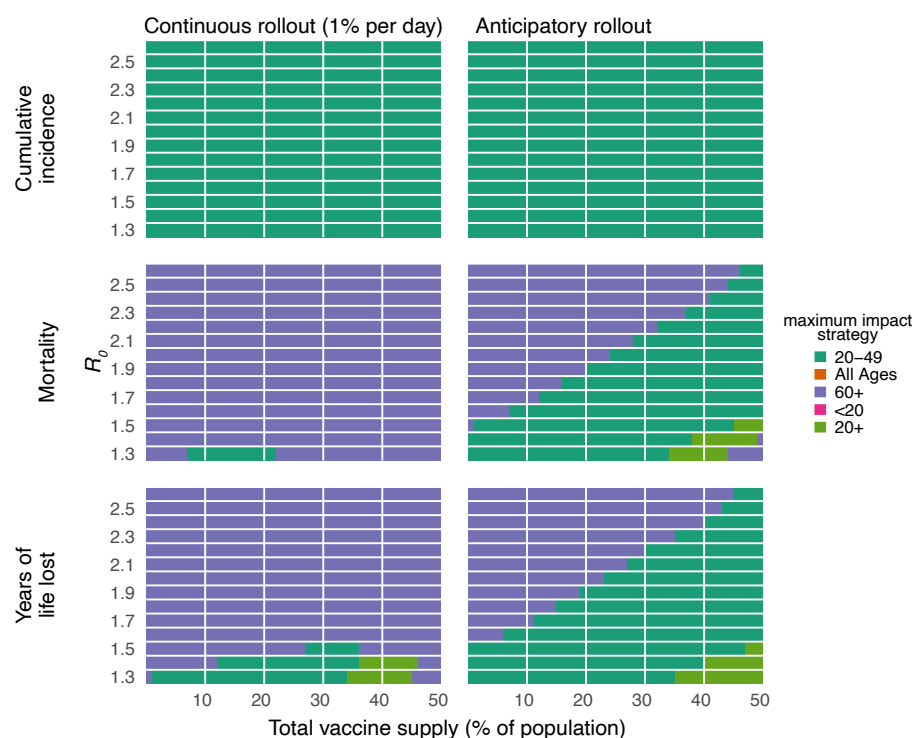 Continuous rollout (1% per day)
Anticipatory rollout
Cumulative
incidence
2.5
2.3
2.1
1.9
1.7
1.5
1.3
Mortality
R0
2.5
2.3
2.1
1.9
1.7
1.5
1.3
maximum impact
strategy
20–49
All Ages
60+
<20
20+
Years of
life lost
2.5
2.3
2.1
1.9
1.7
1.5
1.3
10 20 30 40 50
10 20 30 40 50
Total vaccine supply (% of population)